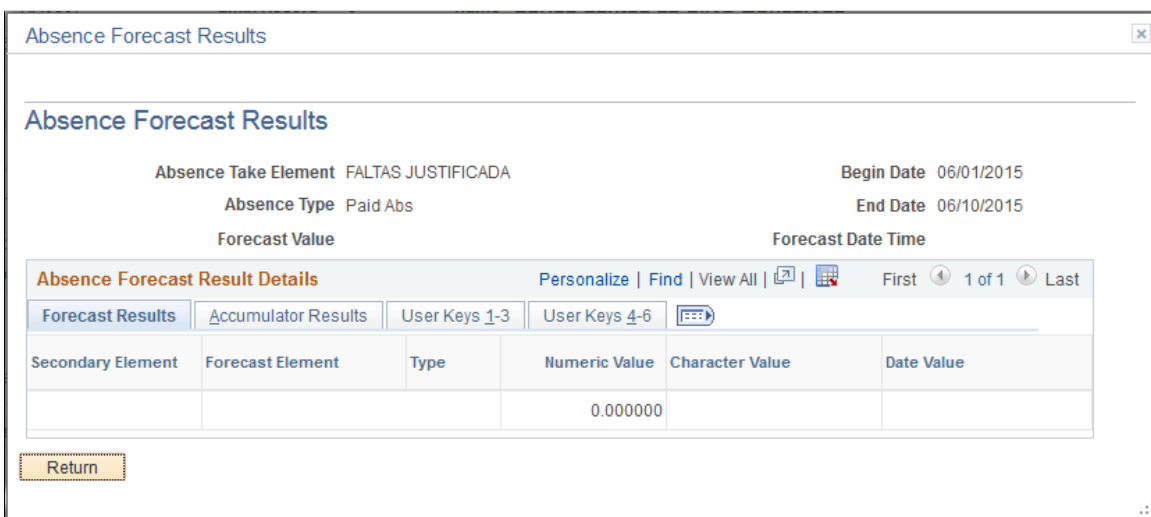 Absence Forecast Results
Absence Forecast Results
Absence Take Element FALTAS JUSTIFICADA Begin Date 06/01/2015
Absence Type Paid Abs End Date 06/10/2015
Forecast Value Forecast Date Time
Absence Forecast Result Details Personalize | Find | View All | | First 1 of 1 Last
Forecast Results Accumulator Results User Keys 1-3 User Keys 4-6
Secondary Element Forecast Element Type Numeric Value Character Value Date Value
0.000000
Return